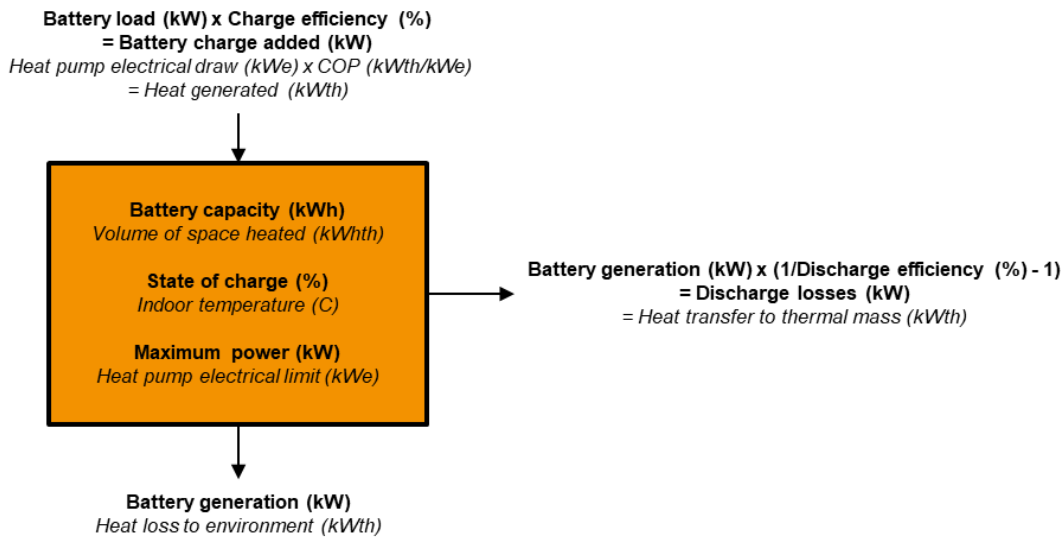 Battery load (kW) x Charge efficiency (%)
= Battery charge added (kW)
Heat pump electrical draw (kWe) x COP (kWth/kWe)
= Heat generated (kWth)
Battery capacity (kWh)
Volume of space heated (kWhth)
State of charge (%)
Indoor temperature (C)
Maximum power (kW)
Heat pump electrical limit (kWe)
Battery generation (kW) x (1/Discharge efficiency (%) - 1)
= Discharge losses (kW)
= Heat transfer to thermal mass (kWth)
Battery generation (kW)
Heat loss to environment (kWth)